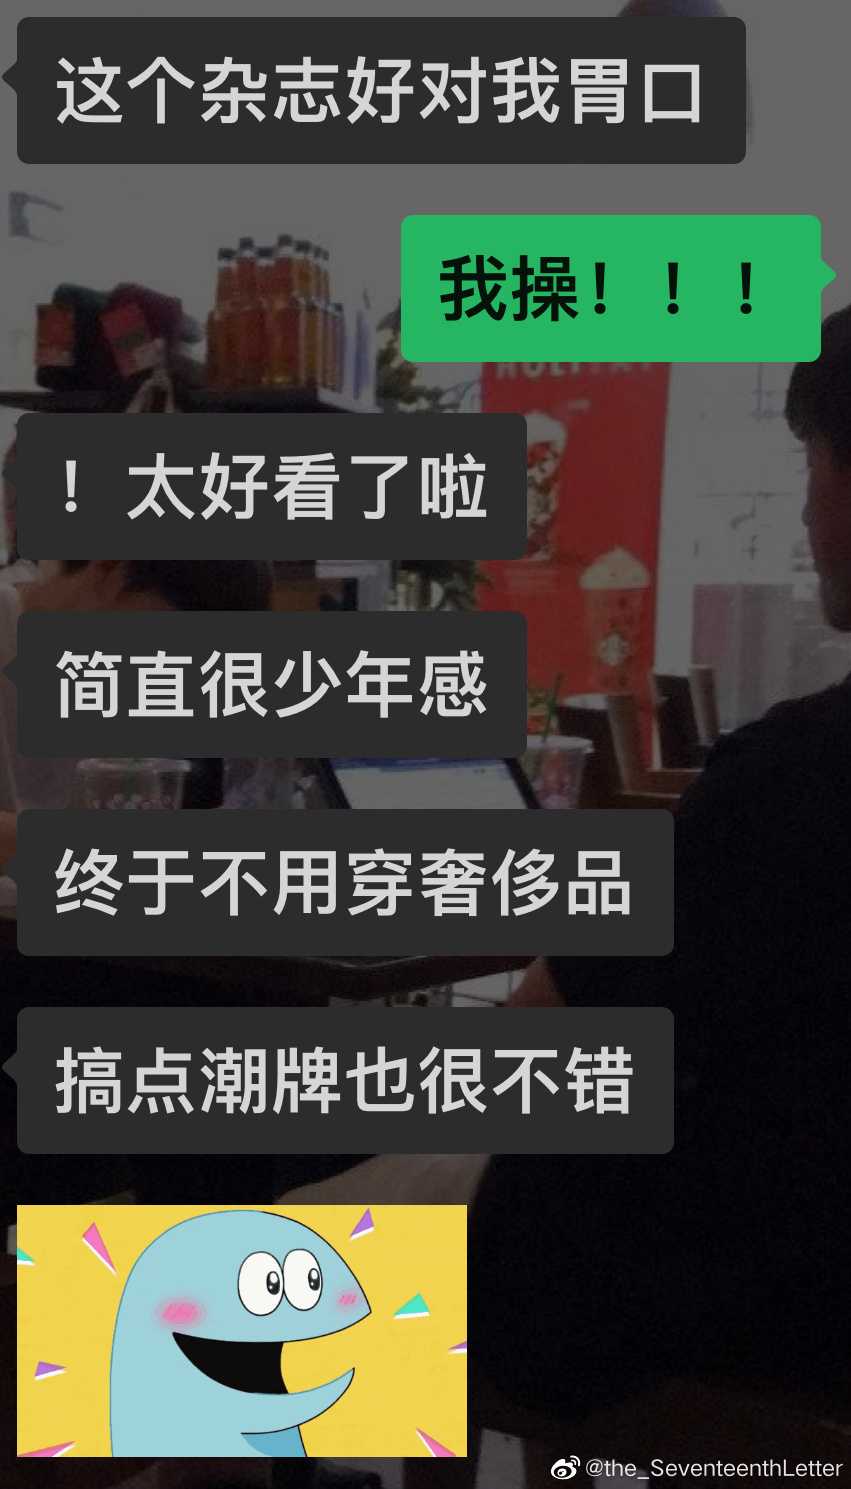 这个杂志好对我胃口
我操！！！
！太好看了啦
简直很少年感
终于不用穿奢侈品
搞点潮牌也很不错
@the_SeventeenthLetter